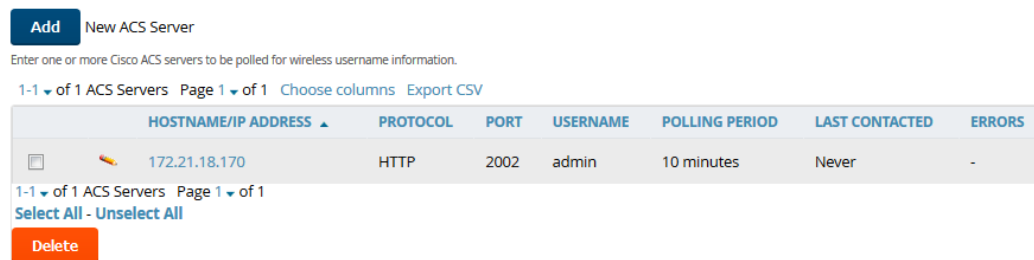 Add New ACS Server
Enter one or more Cisco ACS servers to be polled for wireless username information.
1-1 of 1 ACS Servers Page 1 of 1 Choose columns Export CSV
HOSTNAME/IP ADDRESS PROTOCOL PORT USERNAME POLLING PERIOD LAST CONTACTED ERRORS
172.21.18.170 HTTP 2002 admin 10 minutes Never -
1-1 of 1 ACS Servers Page 1 of 1
Select All - Unselect All
Delete